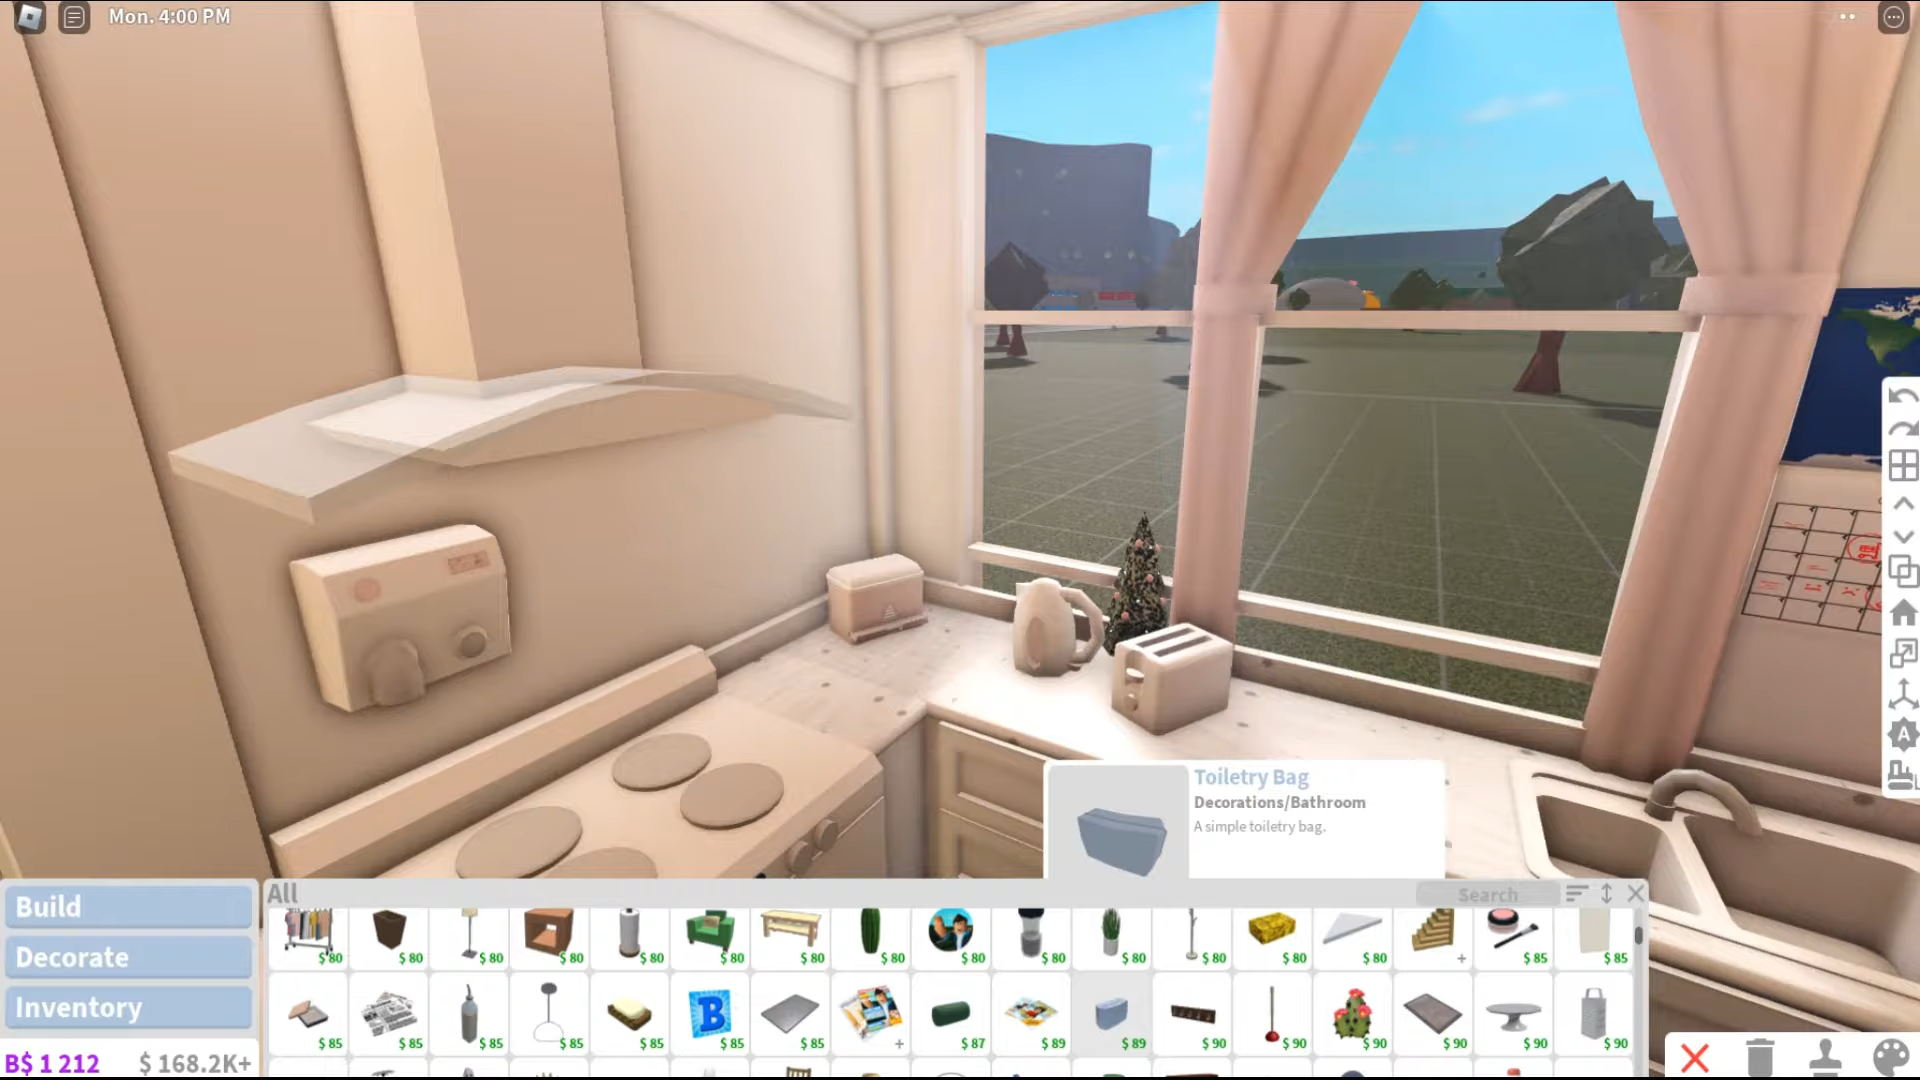 Mon. 4:00 PM
Toiletry Bag
Decorations/Bathroom
A simple toiletry bag.
Build
Decorate
Inventory
B$ 1 212 $ 168.2K+
All
Search
$ 80 $ 80 $ 80 $ 80 $ 80 $ 80 $ 80 $ 80 $ 80 $ 80 $ 80 $ 80 $ 80 $ 80 + $ 85 $ 85
B
$ 85 $ 85 $ 85 $ 85 $ 85 $ 85 $ 85 + $ 87 $ 89 $ 89 $ 90 $ 90 $ 90 $ 90 $ 90 $ 90
A